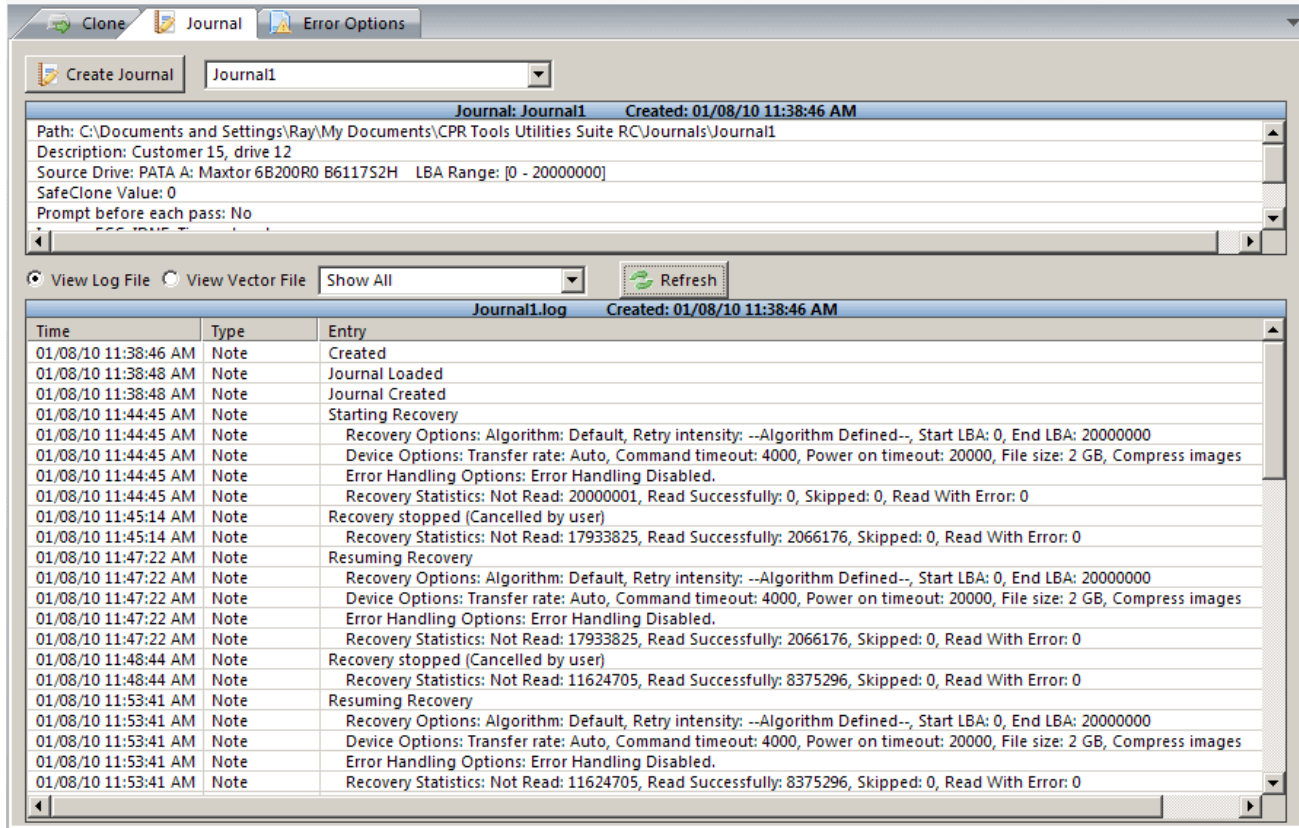 Clone Journal Error Options
Create Journal Journal1
Journal: Journal1 Created: 01/08/10 11:38:46 AM
Path: C:\Documents and Settings\Ray\My Documents\CPR Tools Utilities Suite RC\Journals\Journal1
Description: Customer 15, drive 12
Source Drive: PATA A: Maxtor 6B200R0 B6117S2H LBA Range: [0 - 20000000]
SafeClone Value: 0
Prompt before each pass: No
View Log File View Vector File Show All Refresh
Journal1.log Created: 01/08/10 11:38:46 AM
Time Type Entry
01/08/10 11:38:46 AM Note Created
01/08/10 11:38:48 AM Note Journal Loaded
01/08/10 11:38:48 AM Note Journal Created
01/08/10 11:44:45 AM Note Starting Recovery
01/08/10 11:44:45 AM Note Recovery Options: Algorithm: Default, Retry intensity: --Algorithm Defined--, Start LBA: 0, End LBA: 20000000
01/08/10 11:44:45 AM Note Device Options: Transfer rate: Auto, Command timeout: 4000, Power on timeout: 20000, File size: 2 GB, Compress images
01/08/10 11:44:45 AM Note Error Handling Options: Error Handling Disabled.
01/08/10 11:44:45 AM Note Recovery Statistics: Not Read: 20000001, Read Successfully: 0, Skipped: 0, Read With Error: 0
01/08/10 11:45:14 AM Note Recovery stopped (Cancelled by user)
01/08/10 11:45:14 AM Note Recovery Statistics: Not Read: 17933825, Read Successfully: 2066176, Skipped: 0, Read With Error: 0
01/08/10 11:47:22 AM Note Resuming Recovery
01/08/10 11:47:22 AM Note Recovery Options: Algorithm: Default, Retry intensity: --Algorithm Defined--, Start LBA: 0, End LBA: 20000000
01/08/10 11:47:22 AM Note Device Options: Transfer rate: Auto, Command timeout: 4000, Power on timeout: 20000, File size: 2 GB, Compress images
01/08/10 11:47:22 AM Note Error Handling Options: Error Handling Disabled.
01/08/10 11:47:22 AM Note Recovery Statistics: Not Read: 17933825, Read Successfully: 2066176, Skipped: 0, Read With Error: 0
01/08/10 11:48:44 AM Note Recovery stopped (Cancelled by user)
01/08/10 11:48:44 AM Note Recovery Statistics: Not Read: 11624705, Read Successfully: 8375296, Skipped: 0, Read With Error: 0
01/08/10 11:53:41 AM Note Resuming Recovery
01/08/10 11:53:41 AM Note Recovery Options: Algorithm: Default, Retry intensity: --Algorithm Defined--, Start LBA: 0, End LBA: 20000000
01/08/10 11:53:41 AM Note Device Options: Transfer rate: Auto, Command timeout: 4000, Power on timeout: 20000, File size: 2 GB, Compress images
01/08/10 11:53:41 AM Note Error Handling Options: Error Handling Disabled.
01/08/10 11:53:41 AM Note Recovery Statistics: Not Read: 11624705, Read Successfully: 8375296, Skipped: 0, Read With Error: 0